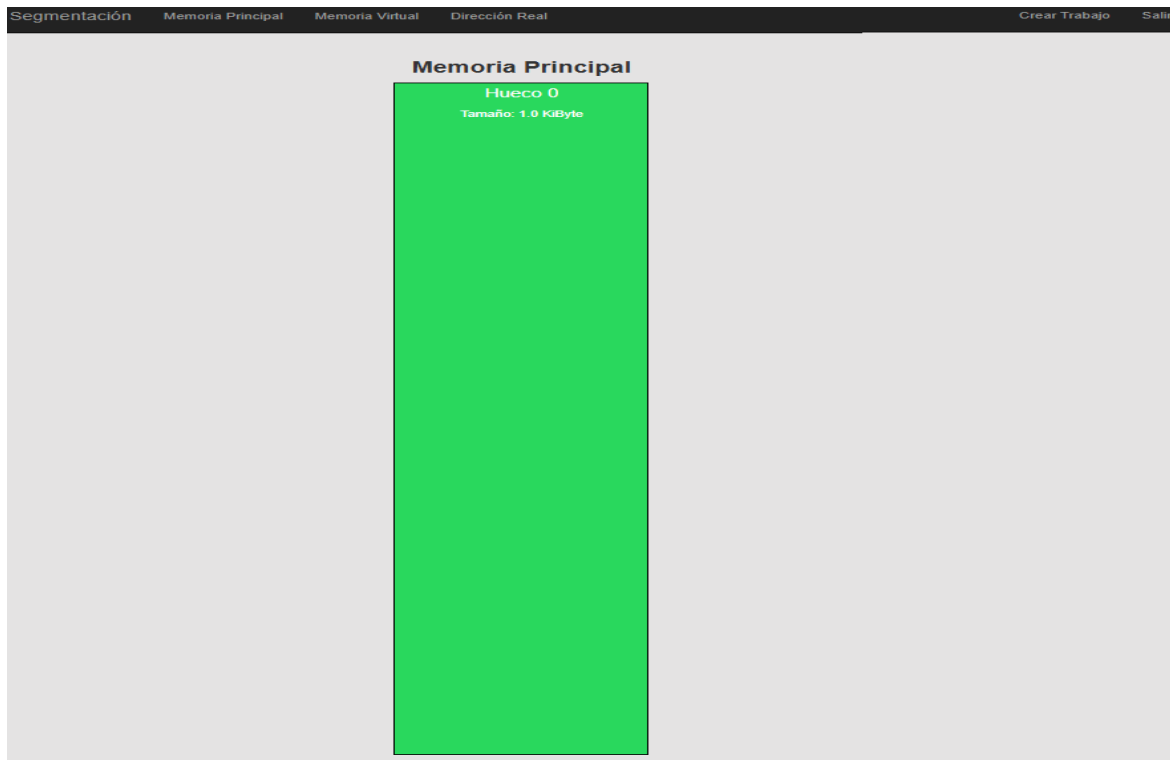 Segmentación Memoria Principal Memoria Virtual Dirección Real Crear Trabajo
Memoria Principal
Hueco 0
Tamaño: 1.0 KiByte